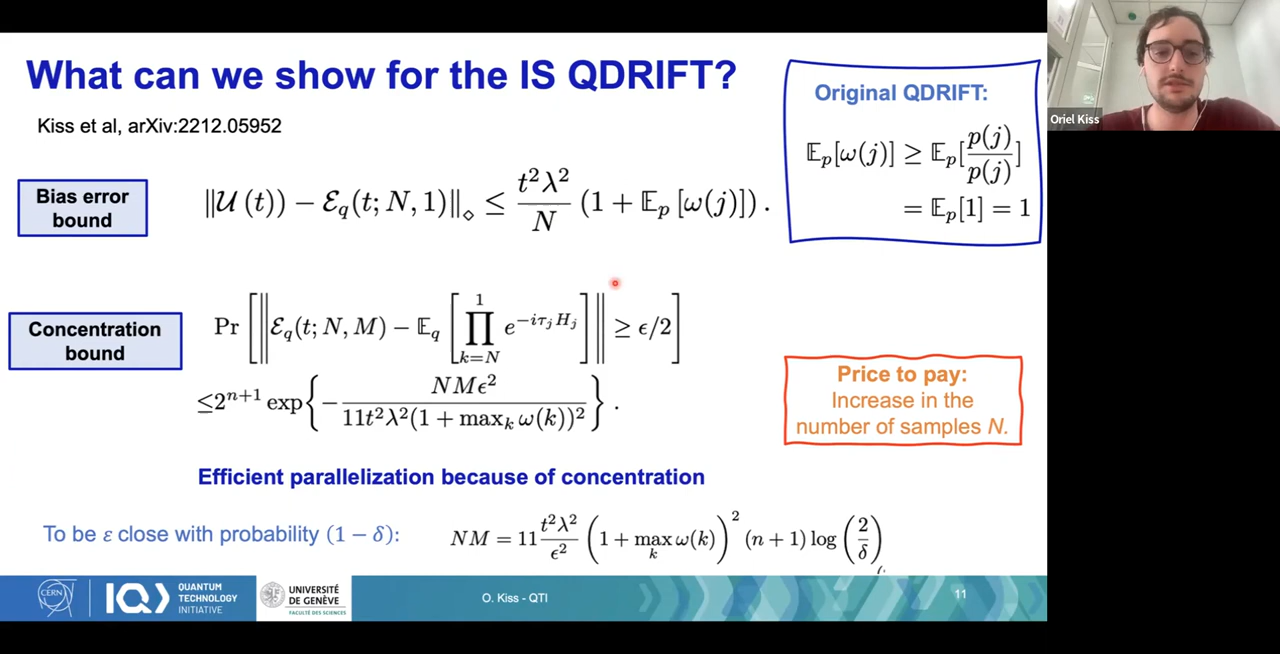 What can we show for the IS QDRIFT?
Kiss et al, arXiv:2212.05952
Bias error
bound
‖𝒰(t)) − ℰ_q(t; N, 1)‖_⋄ ≤ t²λ²/N (1 + 𝔼_p [ω(j)]).
Original QDRIFT:
𝔼_p[ω(j)] ≥ 𝔼_p[p(j)/p(j)]
= 𝔼_p[1] = 1
Oriel Kiss
Concentration
bound
Pr [‖ℰ_q(t; N, M) − 𝔼_q [∏_{k=N}^{1} e^{−iτ_j H_j}]‖ ≥ ϵ/2]
≤2^{n+1} exp{−NMϵ²/11t²λ²(1 + max_k ω(k))²}.
Price to pay:
Increase in the
number of samples N.
Efficient parallelization because of concentration
To be ε close with probability (1 − δ):
NM = 11 t²λ²/ϵ² (1 + max_k ω(k))² (n + 1) log (2/δ)
CERN
QUANTUM
TECHNOLOGY
INITIATIVE
UNIVERSITÉ
DE GENÈVE
FACULTÉ DES SCIENCES
O. Kiss - QTI
11